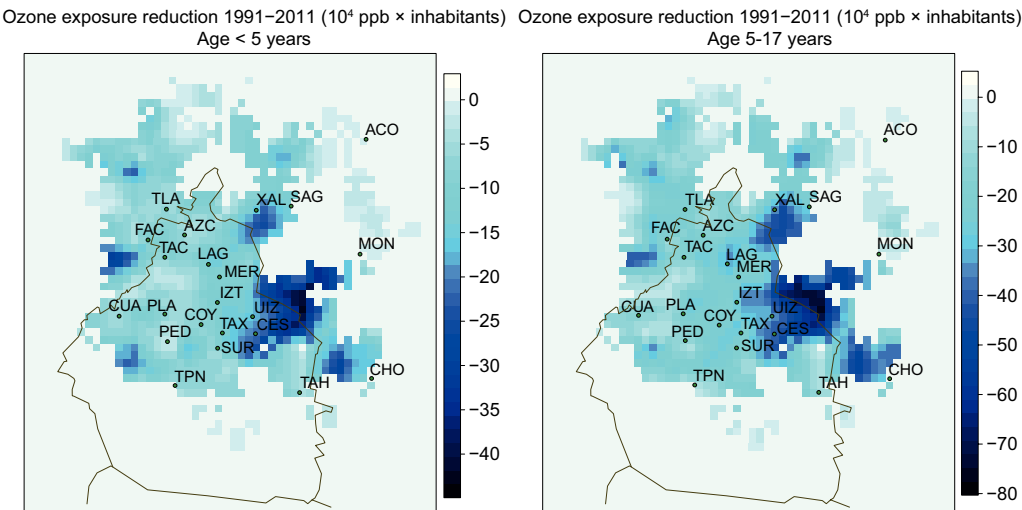 Ozone exposure reduction 1991−2011 (10⁴ ppb × inhabitants)
Age < 5 years
0
−5
−10
−15
−20
−25
−30
−35
−40
ACO
TLA
XAL SAG
FAC AZC
TAC
LAG
MON
MER
IZT
CUA PLA
COY
UIZ
PED
TAX CES
SUR
TPN
TAH
CHO
Ozone exposure reduction 1991−2011 (10⁴ ppb × inhabitants)
Age 5-17 years
0
−10
−20
−30
−40
−50
−60
−70
−80
ACO
TLA
XAL SAG
FAC AZC
TAC
LAG
MON
MER
IZT
CUA PLA
COY
UIZ
PED
TAX CES
SUR
TPN
TAH
CHO